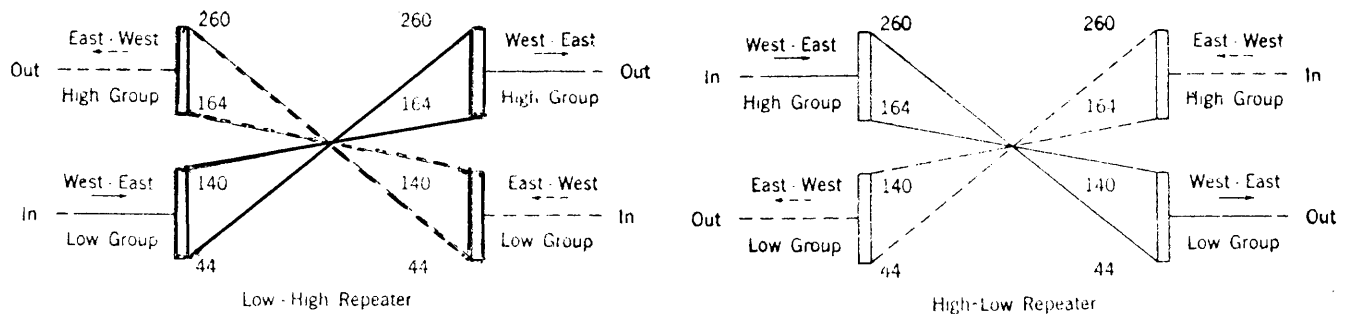 260
260
260
260
East - West
West - East
West - East
East - West
Out
Out
In
In
High Group
164
164
High Group
High Group
164
164
High Group
West - East
140
140
East - West
East - West
140
140
West - East
In
In
Out
Out
Low Group
Low Group
Low Group
Low Group
44
44
44
44
Low - High Repeater
High-Low Repeater